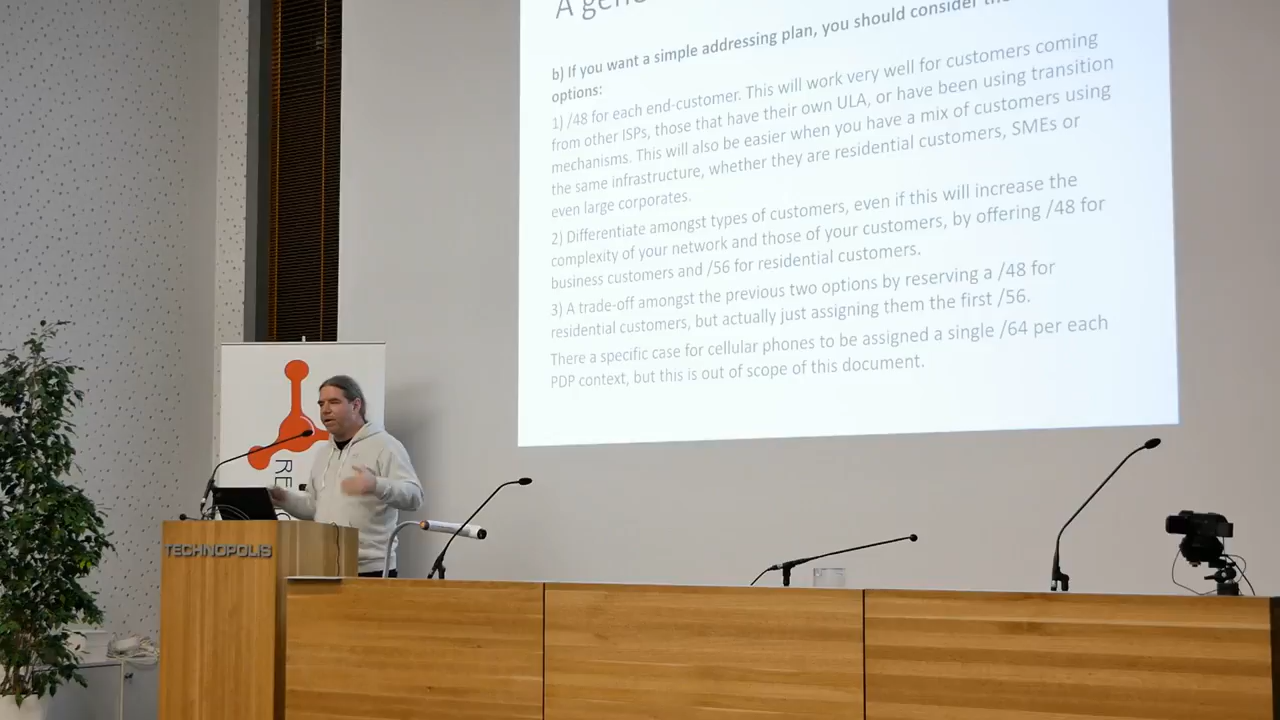 A gene
b) If you want a simple addressing plan, you should consider
options:
1) /48 for each end-customer. This will work very well for customers coming
from other ISPs, those that have their own ULA, or have been using transition
mechanisms. This will also be easier when you have a mix of customers using
the same infrastructure, whether they are residential customers, SMEs or
even large corporates.
2) Differentiate amongst types of customers, even if this will increase the
complexity of your network and those of your customers, by offering /48 for
business customers and /56 for residential customers.
3) A trade-off amongst the previous two options by reserving a /48 for
residential customers, but actually just assigning them the first /56.
There a specific case for cellular phones to be assigned a single /64 per each
PDP context, but this is out of scope of this document.
RE
TECHNOPOLIS